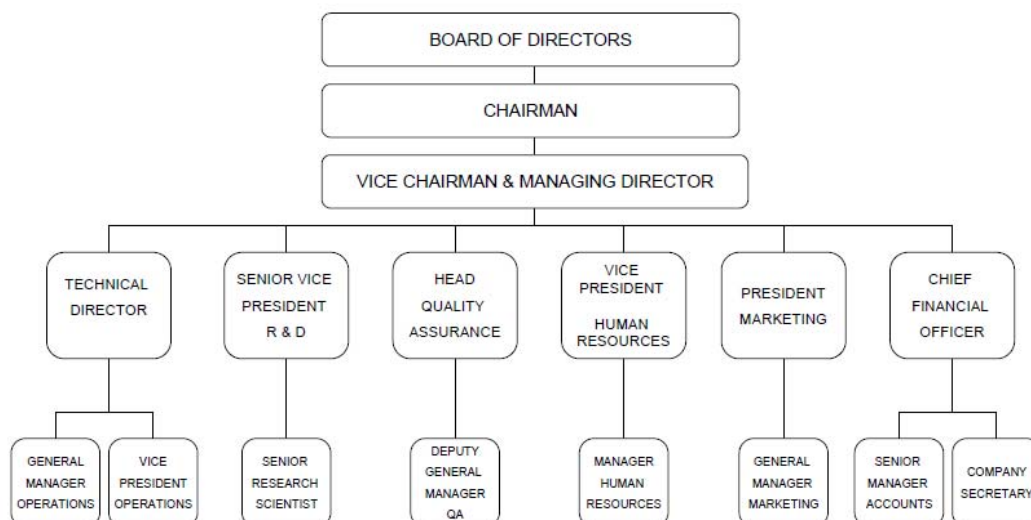 BOARD OF DIRECTORS
CHAIRMAN
VICE CHAIRMAN & MANAGING DIRECTOR
TECHNICAL
DIRECTOR
SENIOR VICE
PRESIDENT
R & D
HEAD
QUALITY
ASSURANCE
VICE
PRESIDENT
HUMAN
RESOURCES
PRESIDENT
MARKETING
CHIEF
FINANCIAL
OFFICER
GENERAL
MANAGER
OPERATIONS
VICE
PRESIDENT
OPERATIONS
SENIOR
RESEARCH
SCIENTIST
DEPUTY
GENERAL
MANAGER
QA
MANAGER
HUMAN
RESOURCES
GENERAL
MANAGER
MARKETING
SENIOR
MANAGER
ACCOUNTS
COMPANY
SECRETARY